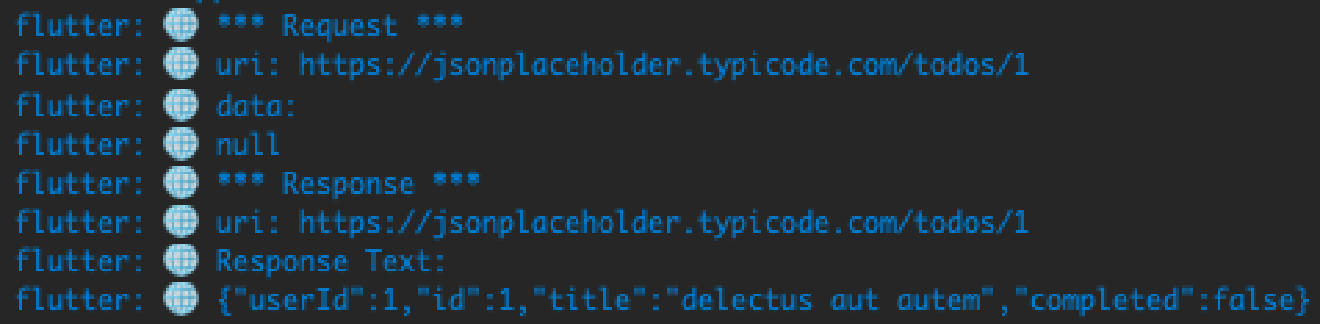 flutter: 🌐 *** Request ***
flutter: 🌐 uri: https://jsonplaceholder.typicode.com/todos/1
flutter: 🌐 data:
flutter: 🌐 null
flutter: 🌐 *** Response ***
flutter: 🌐 uri: https://jsonplaceholder.typicode.com/todos/1
flutter: 🌐 Response Text:
flutter: 🌐 {"userId":1,"id":1,"title":"delectus aut autem","completed":false}